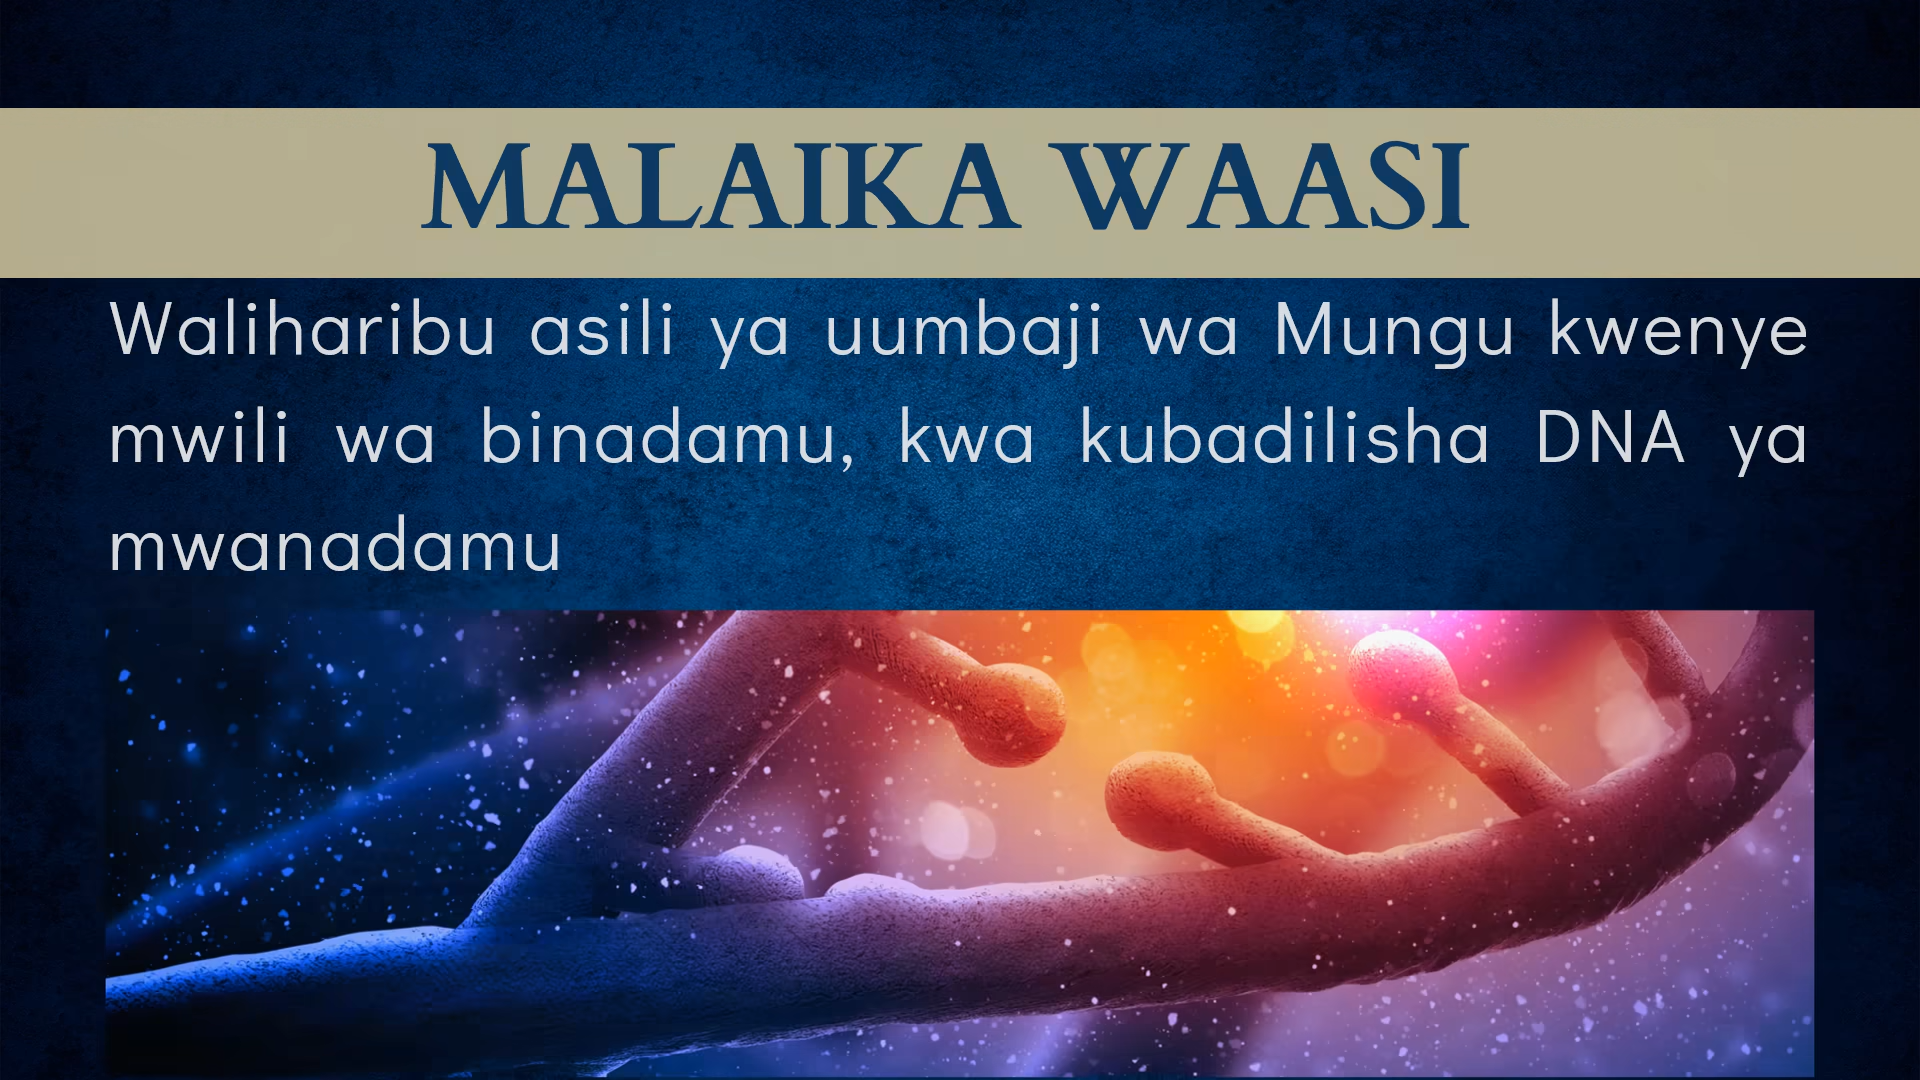 MALAIKA WAASI
Waliharibu asili ya uumbaji wa Mungu kwenye
mwili wa binadamu, kwa kubadilisha DNA ya
mwanadamu